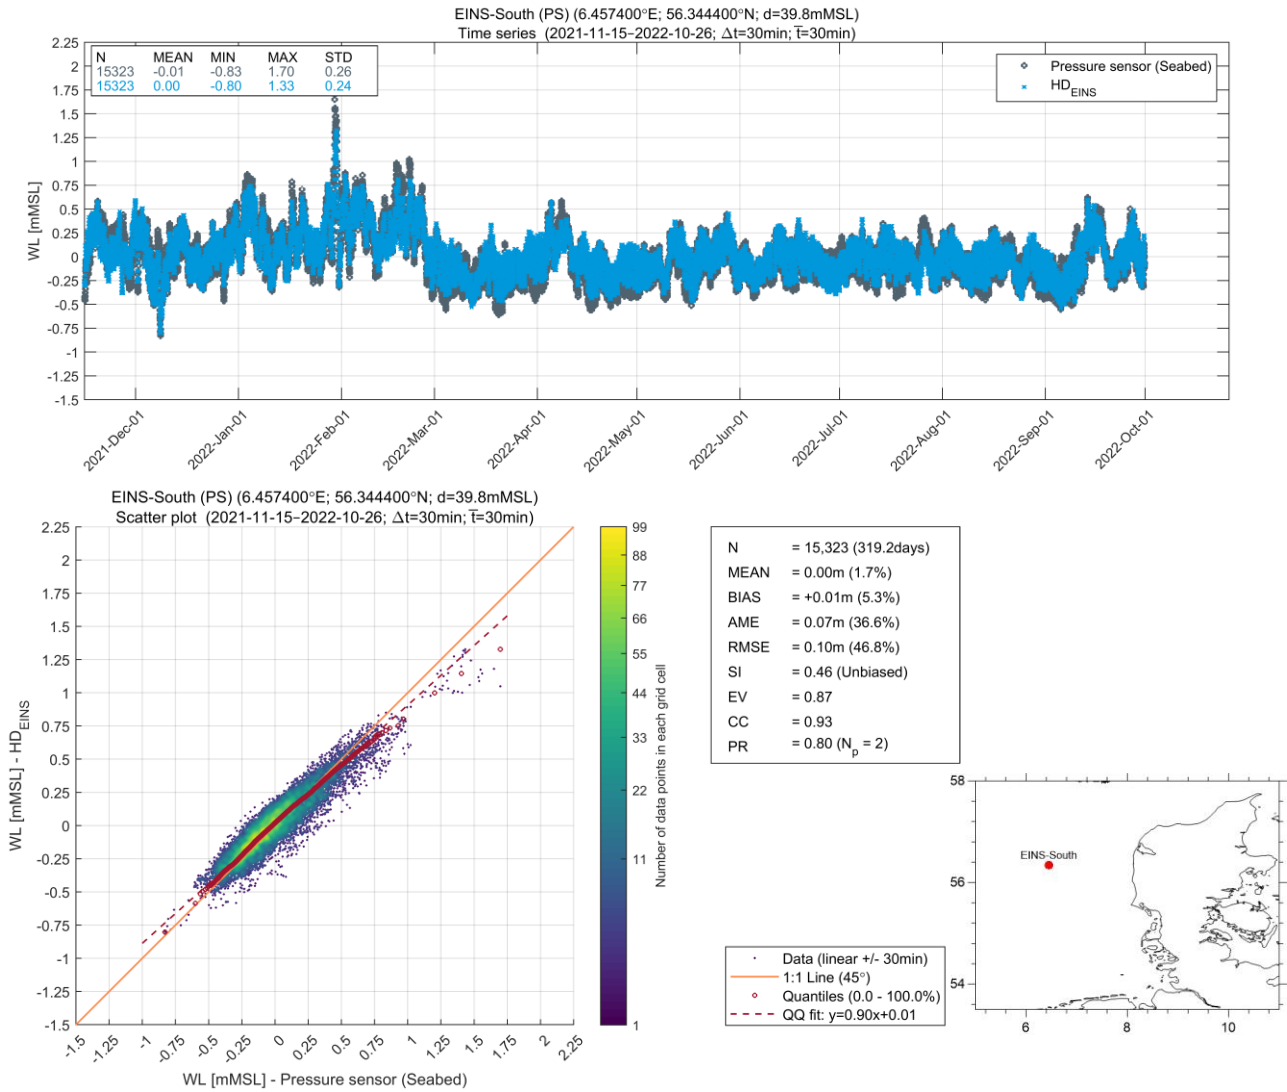 EINS-South (PS) (6.457400°E; 56.344400°N; d=39.8mMSL)
Time series (2021-11-15–2022-10-26; Δt=30min; t̅=30min)
WL [mMSL]
2.25
2
1.75
1.5
1.25
1
0.75
0.5
0.25
0
-0.25
-0.5
-0.75
-1
-1.25
-1.5
N MEAN MIN MAX STD
15323 -0.01 -0.83 1.70 0.26
15323 0.00 -0.80 1.33 0.24
Pressure sensor (Seabed)
HD_EINS
2021-Dec-01
2022-Jan-01
2022-Feb-01
2022-Mar-01
2022-Apr-01
2022-May-01
2022-Jun-01
2022-Jul-01
2022-Aug-01
2022-Sep-01
2022-Oct-01
EINS-South (PS) (6.457400°E; 56.344400°N; d=39.8mMSL)
Scatter plot (2021-11-15–2022-10-26; Δt=30min; t̅=30min)
WL [mMSL] - HD_EINS
2.25
2
1.75
1.5
1.25
1
0.75
0.5
0.25
0
-0.25
-0.5
-0.75
-1
-1.25
-1.5
-1.5 -1.25 -1 -0.75 -0.5 -0.25 0 0.25 0.5 0.75 1 1.25 1.5 1.75 2 2.25
WL [mMSL] - Pressure sensor (Seabed)
99
88
77
66
55
44
33
22
11
1
Number of data points in each grid cell
N = 15,323 (319.2days)
MEAN = 0.00m (1.7%)
BIAS = +0.01m (5.3%)
AME = 0.07m (36.6%)
RMSE = 0.10m (46.8%)
SI = 0.46 (Unbiased)
EV = 0.87
CC = 0.93
PR = 0.80 (N_p = 2)
Data (linear +/- 30min)
1:1 Line (45°)
Quantiles (0.0 - 100.0%)
QQ fit: y=0.90x+0.01
58
56
54
EINS-South
6 8 10